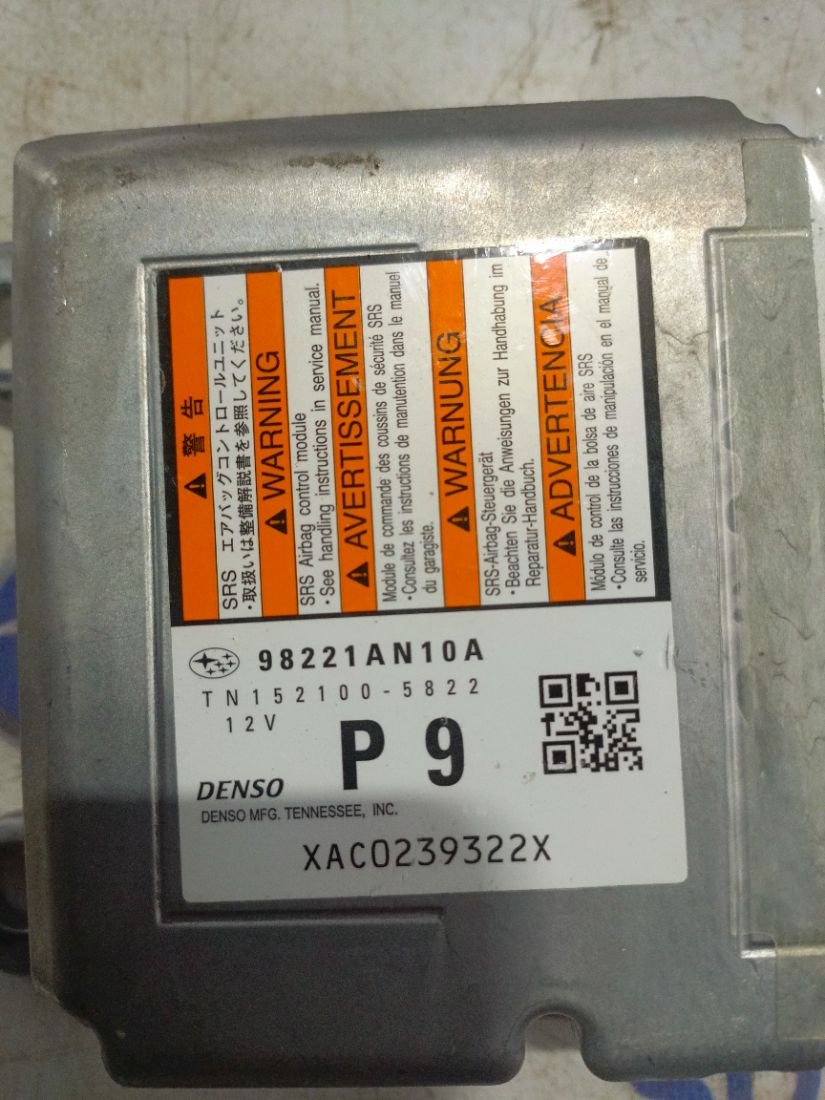 警告
SRS エアバッグコントロールユニット
・取扱いは整備解説書を参照してください。
WARNING
SRS Airbag control module
・See handling instructions in service manual.
AVERTISSEMENT
Module de commande des coussins de sécurité SRS
・Consultez les instructions de manutention dans le manuel
du garagiste.
WARNUNG
SRS-Airbag-Steuergerät
・Beachten Sie die Anweisungen zur Handhabung im
Reparatur-Handbuch.
ADVERTENCIA
Módulo de control de la bolsa de aire SRS
・Consulte las instrucciones de manipulación en el manual de
servicio.
98221AN10A
TN152100-5822
12V
P9
DENSO
DENSO MFG. TENNESSEE, INC.
XAC0239322X